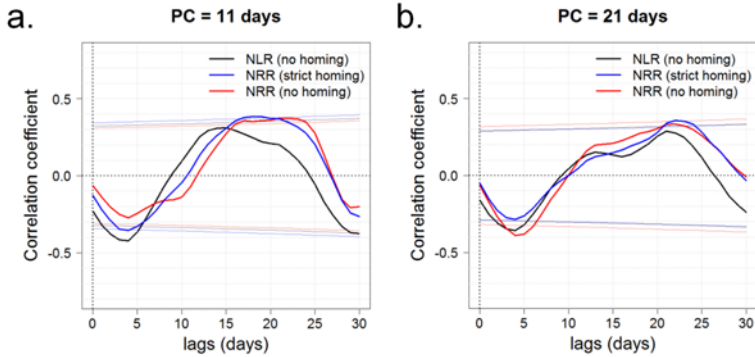 a.
PC = 11 days
NLR (no homing)
NRR (strict homing)
NRR (no homing)
Correlation coefficient
0.5
0.0
-0.5
0 5 10 15 20 25 30
lags (days)
b.
PC = 21 days
NLR (no homing)
NRR (strict homing)
NRR (no homing)
Correlation coefficient
0.5
0.0
-0.5
0 5 10 15 20 25 30
lags (days)